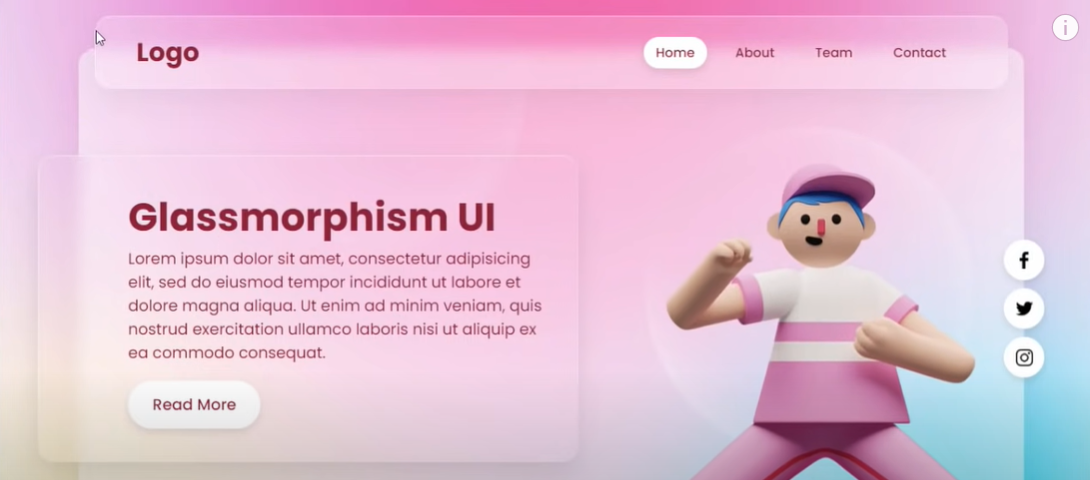 Logo
Home About Team Contact
Glassmorphism UI
Lorem ipsum dolor sit amet, consectetur adipisicing
elit, sed do eiusmod tempor incididunt ut labore et
dolore magna aliqua. Ut enim ad minim veniam, quis
nostrud exercitation ullamco laboris nisi ut aliquip ex
ea commodo consequat.
Read More